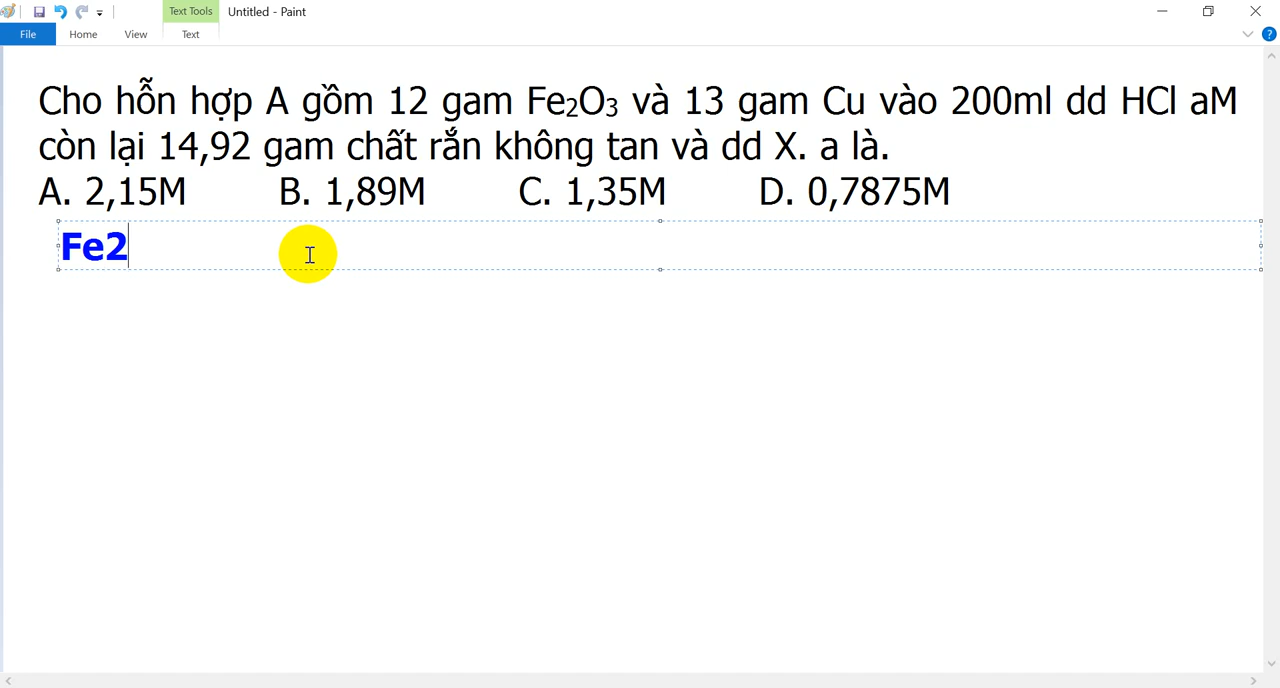 Text Tools
Untitled - Paint
File
Home
View
Text
?
Cho hỗn hợp A gồm 12 gam Fe₂O₃ và 13 gam Cu vào 200ml dd HCl aM
còn lại 14,92 gam chất rắn không tan và dd X. a là.
A. 2,15M B. 1,89M C. 1,35M D. 0,7875M
Fe2